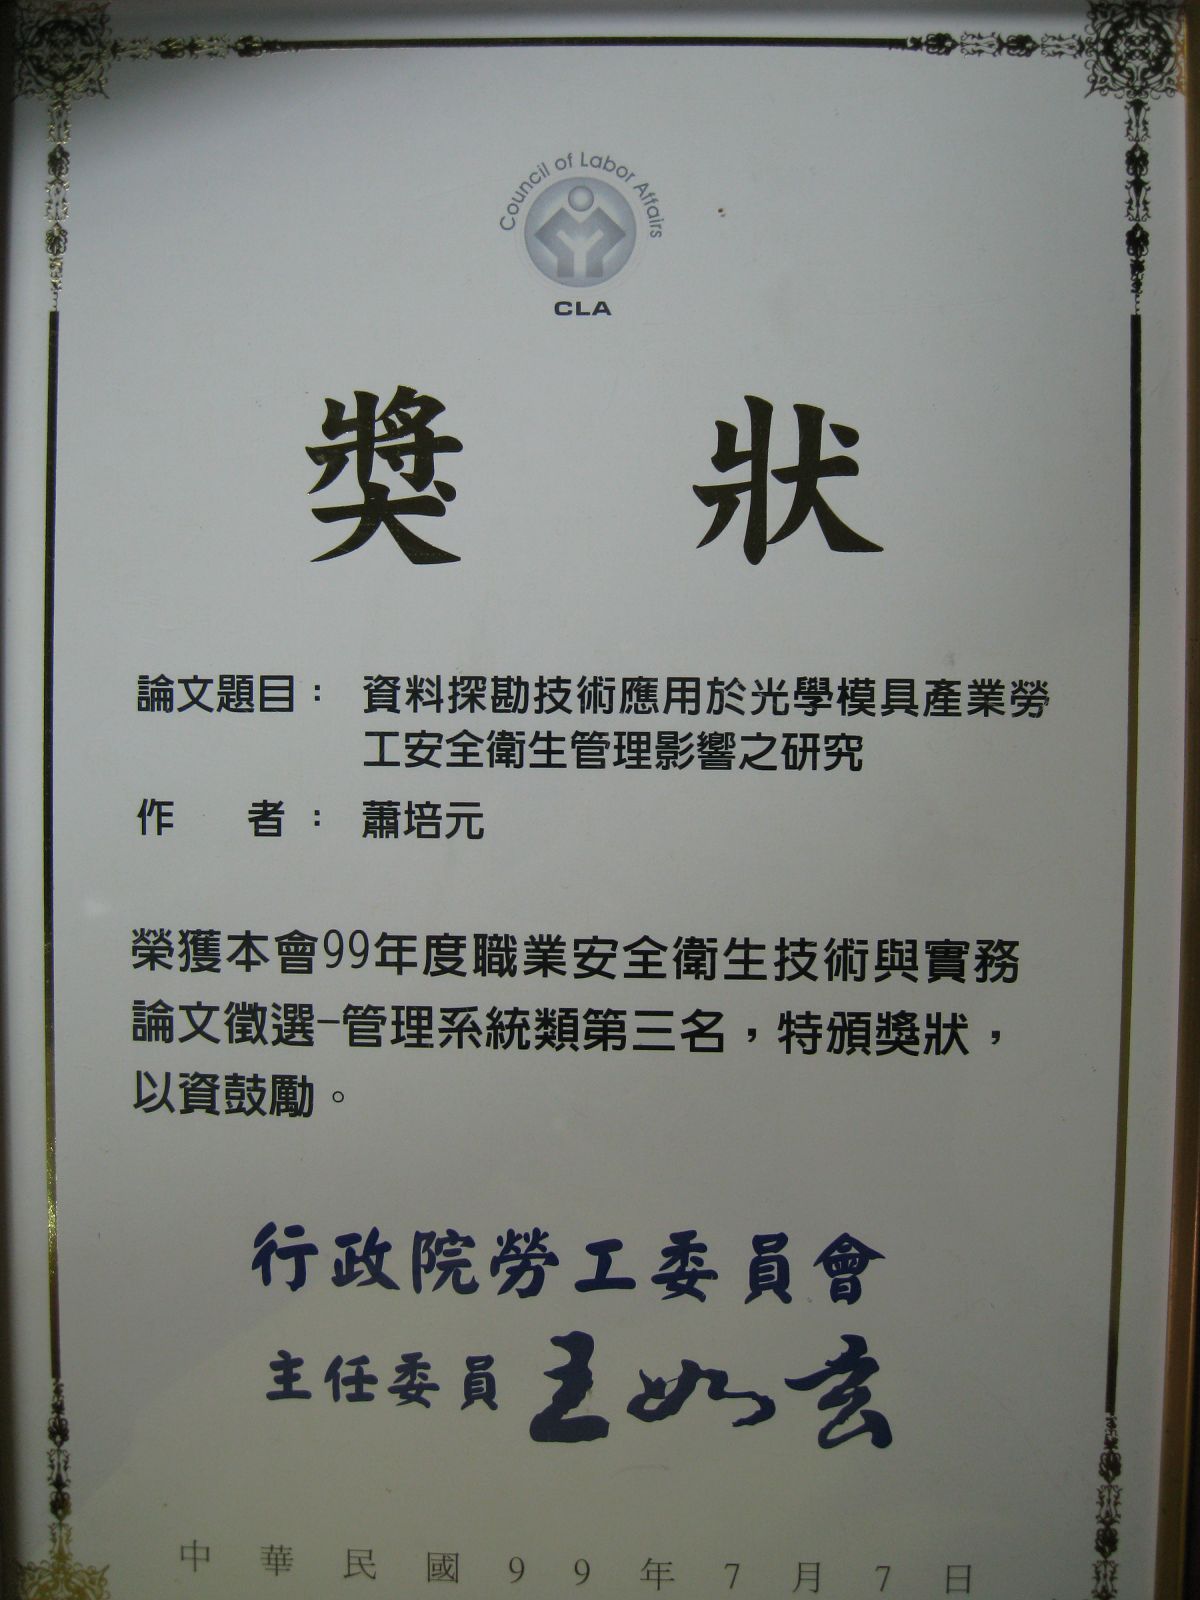 Council of Labor Affairs
CLA
獎狀
論文題目：資料探勘技術應用於光學模具產業勞
工安全衛生管理影響之研究
作者：蕭培元
榮獲本會99年度職業安全衛生技術與實務
論文徵選-管理系統類第三名，特頒獎狀，
以資鼓勵。
行政院勞工委員會
主任委員王如玄
中華民國99年7月7日